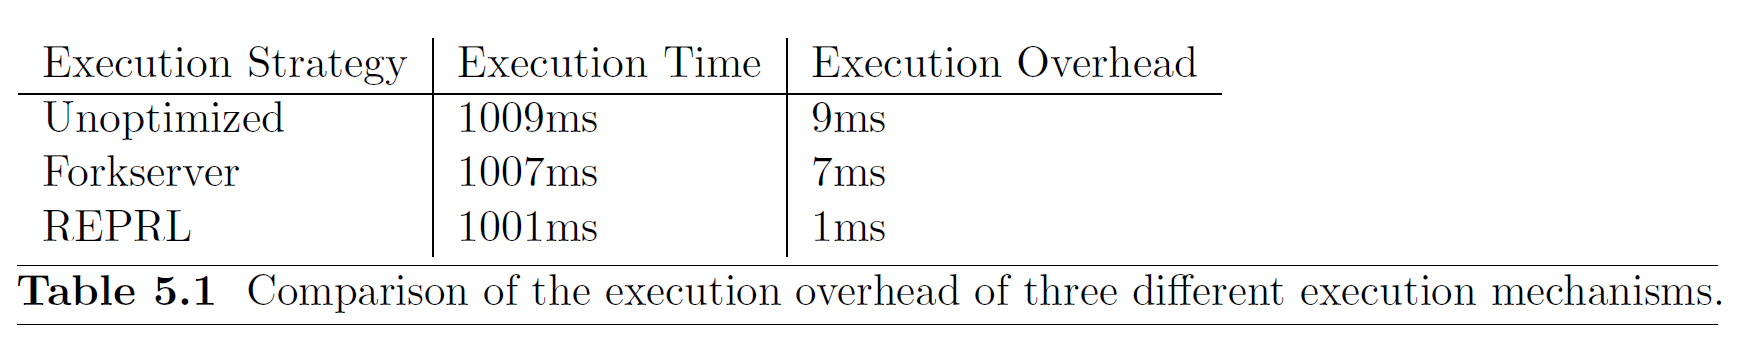 Execution Strategy Execution Time Execution Overhead
Unoptimized 1009ms 9ms
Forkserver 1007ms 7ms
REPRL 1001ms 1ms
Table 5.1 Comparison of the execution overhead of three different execution mechanisms.